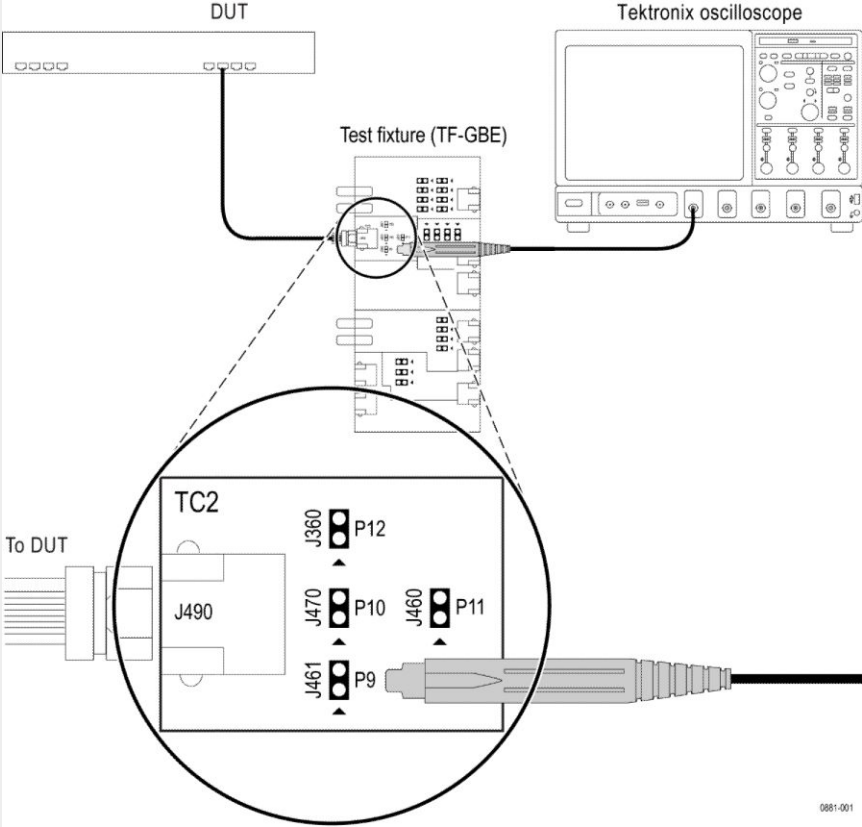 DUT
Tektronix oscilloscope
Test fixture (TF-GBE)
TC2
To DUT
J360
P12
J490
J470
P10
J460
P11
J461
P9
0881-001